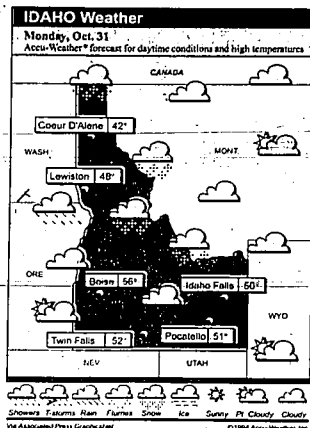 IDAHO Weather
Monday, Oct. 31
Accu-Weather® forecast for daytime conditions and high temperatures
CANADA
Coeur D'Alene 42°
WASH
MONT.
Lewiston 48°
ORE
Boise 56°
Idaho Falls 50°
WYO
Twin Falls 52°
Pocatello 51°
NEV
UTAH
Showers T-storms Rain Flurries Snow Ice Sunny Pt Cloudy Cloudy
Via Associated Press GraphicsNet
©1994 Accu-Weather, Inc.